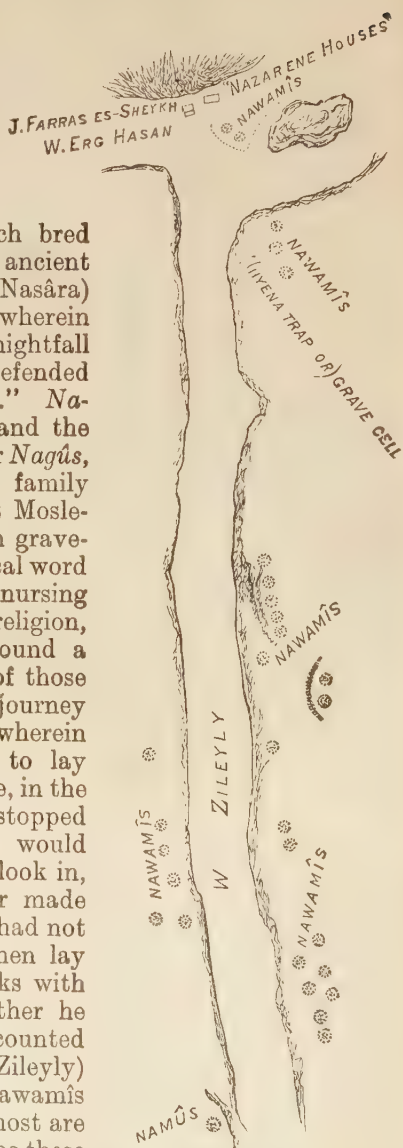 "NAZARENE HOUSES"
J. FARRAS ES-SHEYKH
NAWAMÎS
W. ERG HASAN
ch bred
ancient
Nasâra)
wherein
nightfall
efended
." Na-
and the
r Nagûs,
family
s Mosle-
n grave-
cal word
nursing
religion,
ound a
of those
journey
wherein
to lay
e, in the
stopped
would
look in,
r made
had not
hen lay
ks with
ther he
counted
Zileyly)
awamîs
most are
NAWAMÎS
(HYENA TRAP OR) GRAVE CELL
NAWAMÎS
W ZILEYLY
NAWAMÎS
NAWAMÎS
NAMÛS